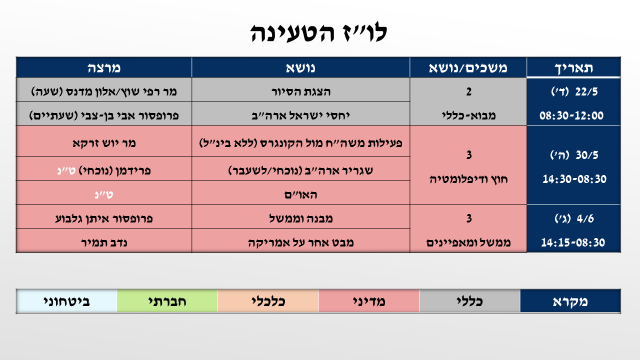 לו"ז הטעינה
תאריך משכים/נושא נושא מרצה
22/5 (ד') 2 הצגת הסיור מר רפי שוץ/אלון מדנס (שעה)
08:30-12:00 מבוא-כללי יחסי ישראל ארה"ב פרופסור אבי בן-צבי (שעתיים)
30/5 (ה') 3 פעילות משה"ח מול הקונגרס (ללא בינ"ל) מר יוש זרקא
14:30-08:30 חוץ ודיפלומטיה שגריר ארה"ב (נוכחי/לשעבר) פרידמן (נוכחי) ט"נ
האו"ם ט"נ
4/6 (ג') 3 מבנה וממשל פרופסור איתן גלבוע
14:15-08:30 ממשל ומאפיינים מבט אחר על אמריקה נדב תמיר
מקרא כללי מדיני כלכלי חברתי ביטחוני